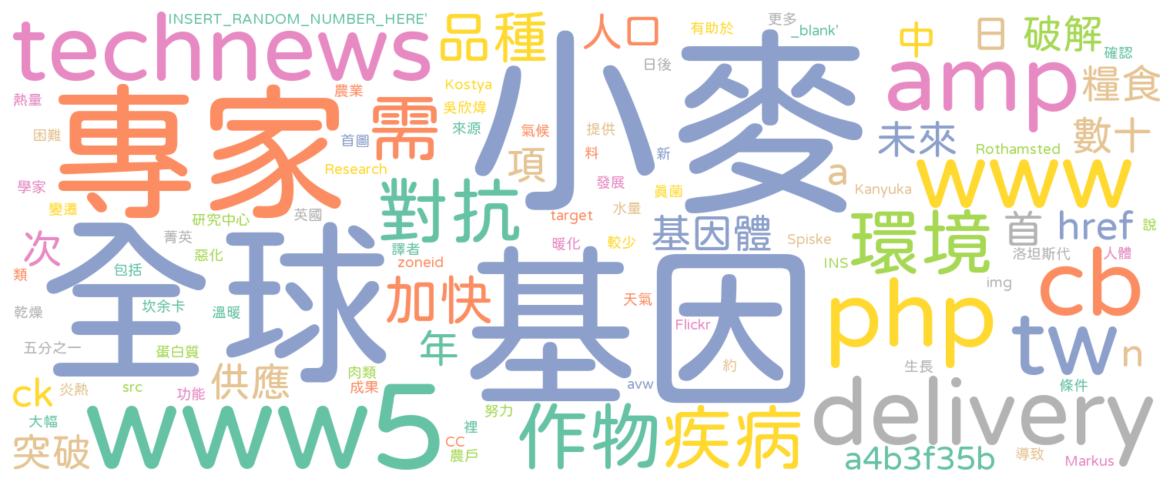 INSERT_RANDOM_NUMBER_HERE'
technews
品種
人口
有助於
更多
_blank'
中
日
破解
確認
日後
amp
糧食
熱量
農業
Kostya
吳欣煒
小麥
專家
需
困難
首圖
來源
氣候
提供
料
新
項
未來
數十
Rothamsted
Research
學家
變遷
對抗
發展
真菌
a
Kanyuka
www
研究中心
英國
target
水量
菁英
惡化
譯者
次
類
包括
zoneid
暖化
較少
基因體
Spiske
環境
首
href
說
INS
洛坦斯代
人體
全球
基因
乾燥
坎余卡
溫暖
加快
天氣
img
cb
五分之一
蛋白質
年
Flickr
php
tw
n
供應
肉類
成果
約
生長
ck
炎熱
src
功能
avw
條件
大幅
www5
努力
delivery
突破
裡
CC
農戶
作物
疾病
a4b3f35b
導致
Markus